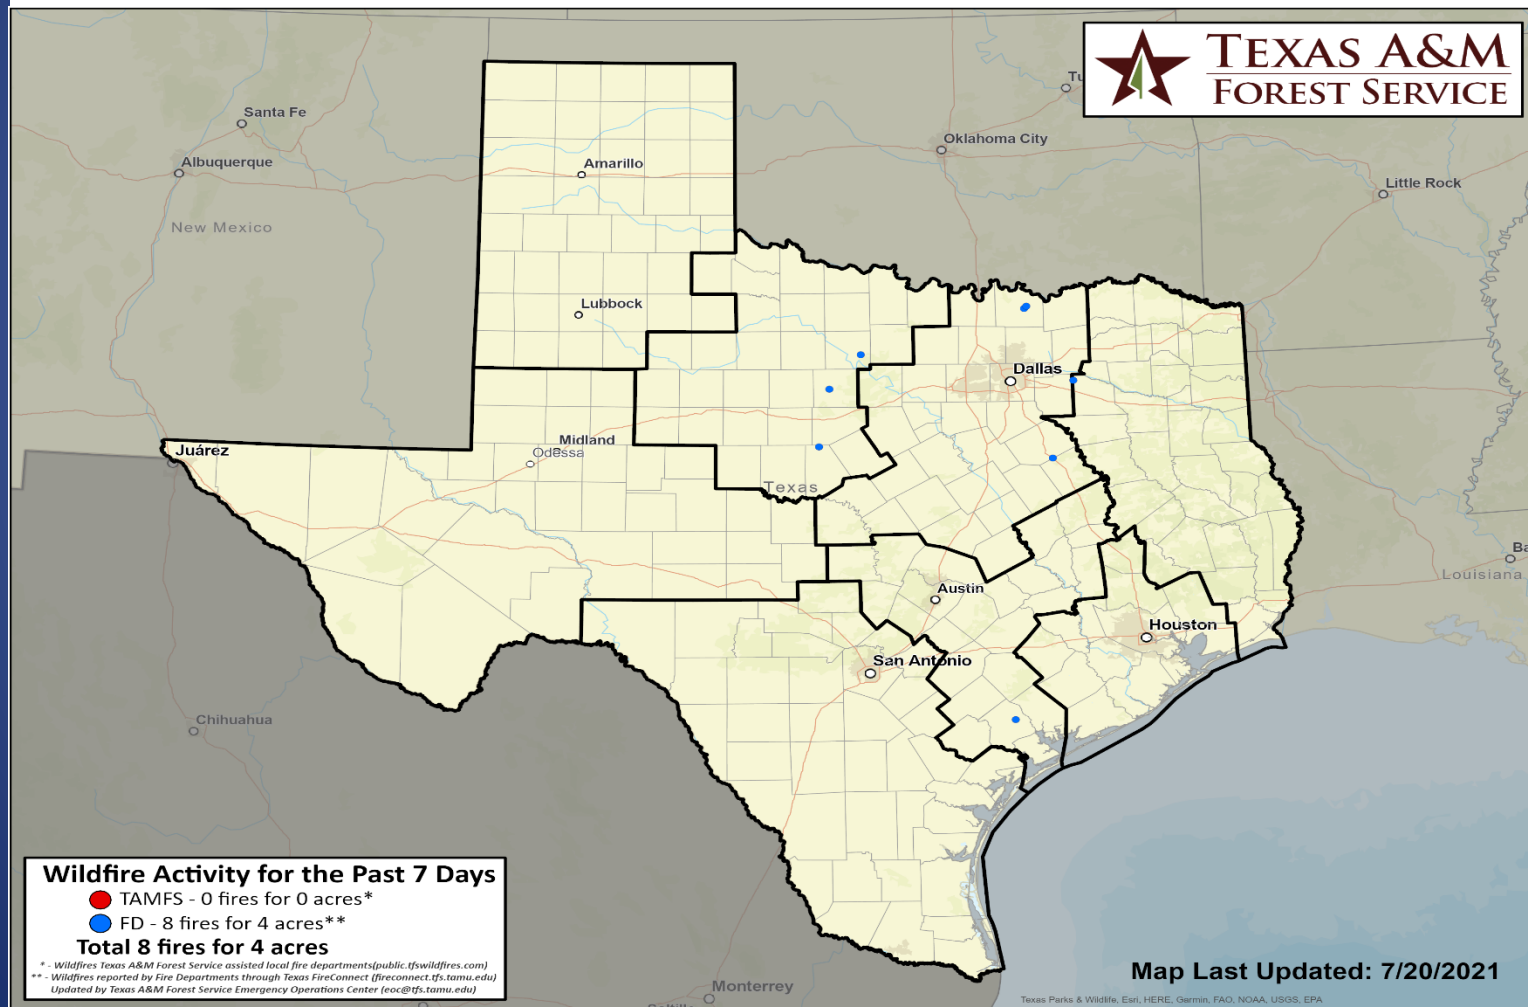 TEXAS A&M
FOREST SERVICE
Santa Fe
Albuquerque
New Mexico
Amarillo
Oklahoma City
Little Rock
Lubbock
Dallas
Juárez
Midland
Odessa
Texas
Austin
Houston
San Antonio
Louisiana
Chihuahua
Monterrey
Wildfire Activity for the Past 7 Days
TAMFS - 0 fires for 0 acres*
FD - 8 fires for 4 acres**
Total 8 fires for 4 acres
* - Wildfires Texas A&M Forest Service assisted local fire departments(public.tfswildfires.com)
** - Wildfires reported by Fire Departments through Texas FireConnect (fireconnect.tfs.tamu.edu)
Updated by Texas A&M Forest Service Emergency Operations Center (eoc@tfs.tamu.edu)
Map Last Updated: 7/20/2021
Texas Parks & Wildlife, Esri, HERE, Garmin, FAO, NOAA, USGS, EPA